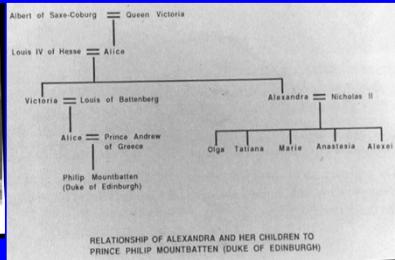 Albert of Saxe-Coburg = Queen Victoria
Louis IV of Hesse = Alice
Victoria = Louis of Battenberg
Alexandra = Nicholas II
Alice = Prince Andrew
of Greece
Olga Tatiana Marie Anastasia Alexei
Philip Mountbatten
(Duke of Edinburgh)
RELATIONSHIP OF ALEXANDRA AND HER CHILDREN TO
PRINCE PHILIP MOUNTBATTEN (DUKE OF EDINBURGH)